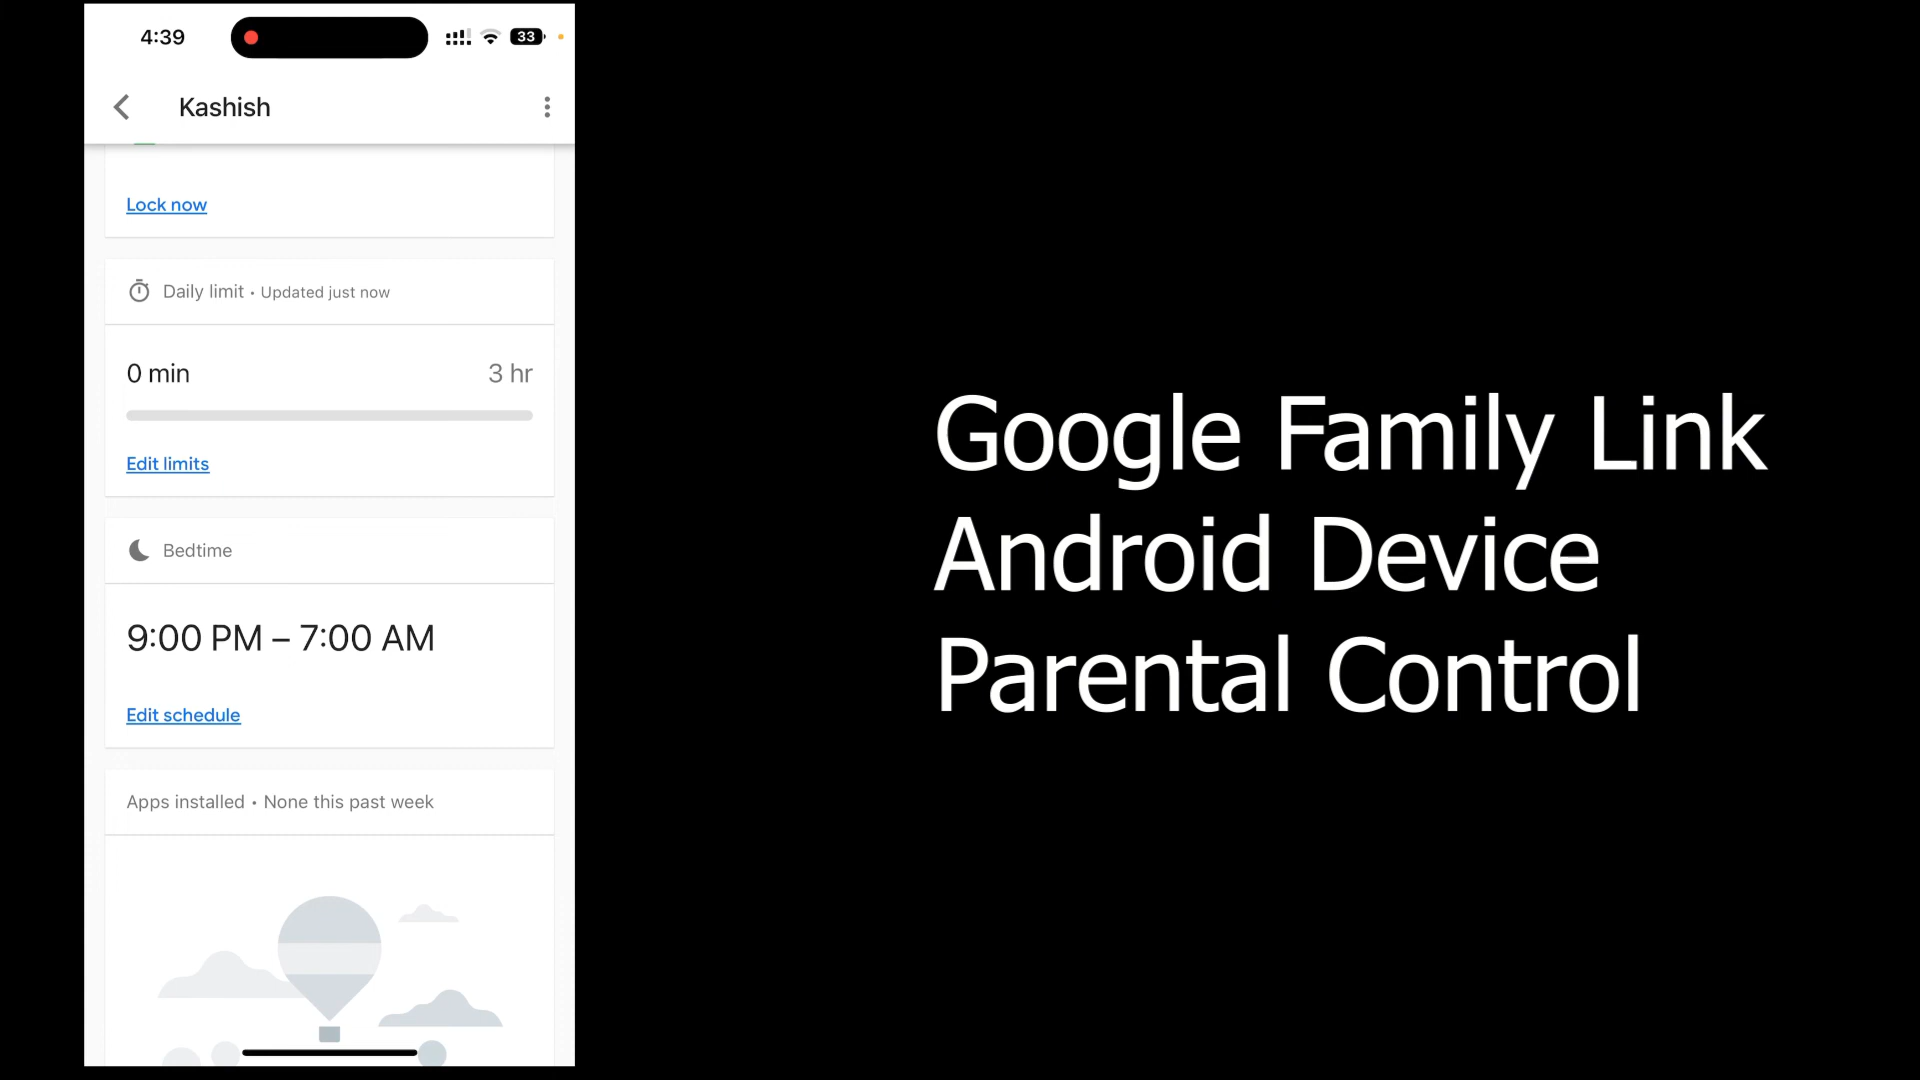 4:39
33
Kashish
Lock now
Daily limit • Updated just now
0 min 3 hr
Edit limits
Bedtime
9:00 PM – 7:00 AM
Edit schedule
Apps installed • None this past week
Google Family Link
Android Device
Parental Control